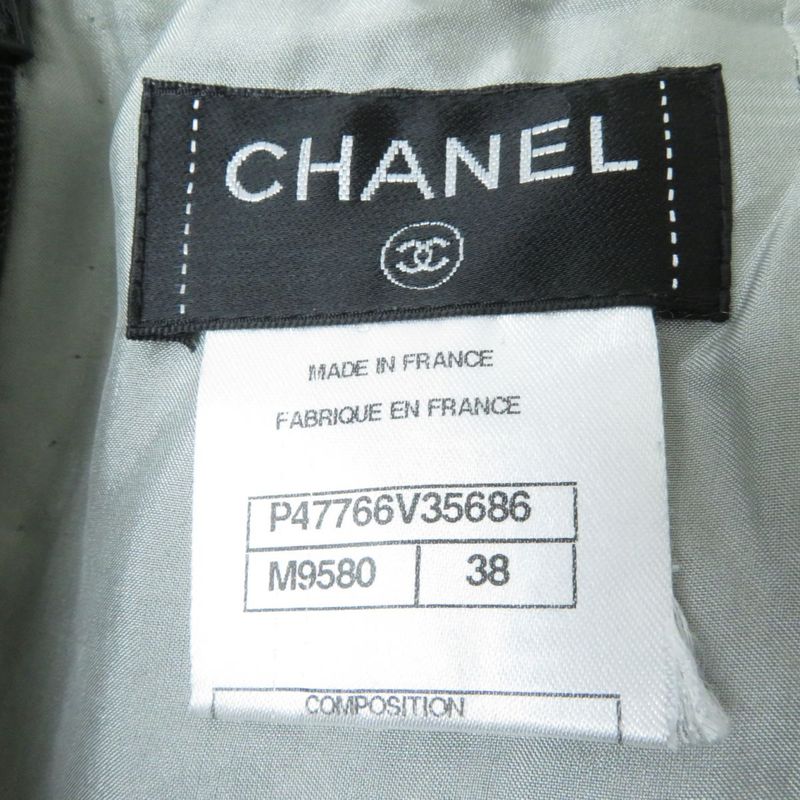 CHANEL
MADE IN FRANCE
FABRIQUE EN FRANCE
P47766V35686
M9580 38
COMPOSITION